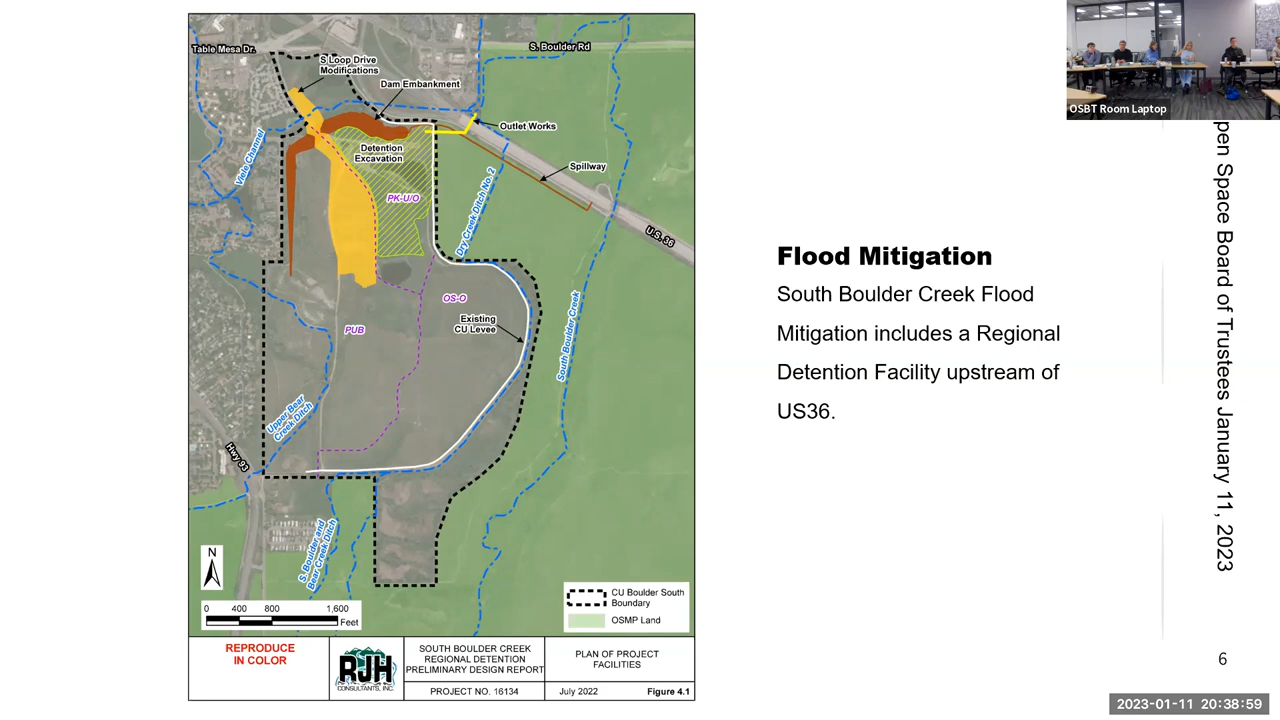 Table Mesa Dr.
S. Boulder Rd
S Loop Drive
Modifications
Dam Embankment
Outlet Works
Viele Channel
Detention
Excavation
Spillway
PK-U/O
Dry Creek Ditch No. 2
U.S. 36
OS-O
Existing
CU Levee
PUB
South Boulder Creek
Upper Bear
Creek Ditch
Hwy 93
S. Boulder and
Bear Creek Ditch
N
0 400 800 1,600
Feet
CU Boulder South
Boundary
OSMP Land
REPRODUCE
IN COLOR
RJH
CONSULTANTS, INC.
SOUTH BOULDER CREEK
REGIONAL DETENTION
PRELIMINARY DESIGN REPORT
PROJECT NO. 16134
PLAN OF PROJECT
FACILITIES
July 2022
Figure 4.1
Flood Mitigation
South Boulder Creek Flood
Mitigation includes a Regional
Detention Facility upstream of
US36.
OSBT Room Laptop
pen Space Board of Trustees January 11, 2023
6
2023-01-11 20:38:59